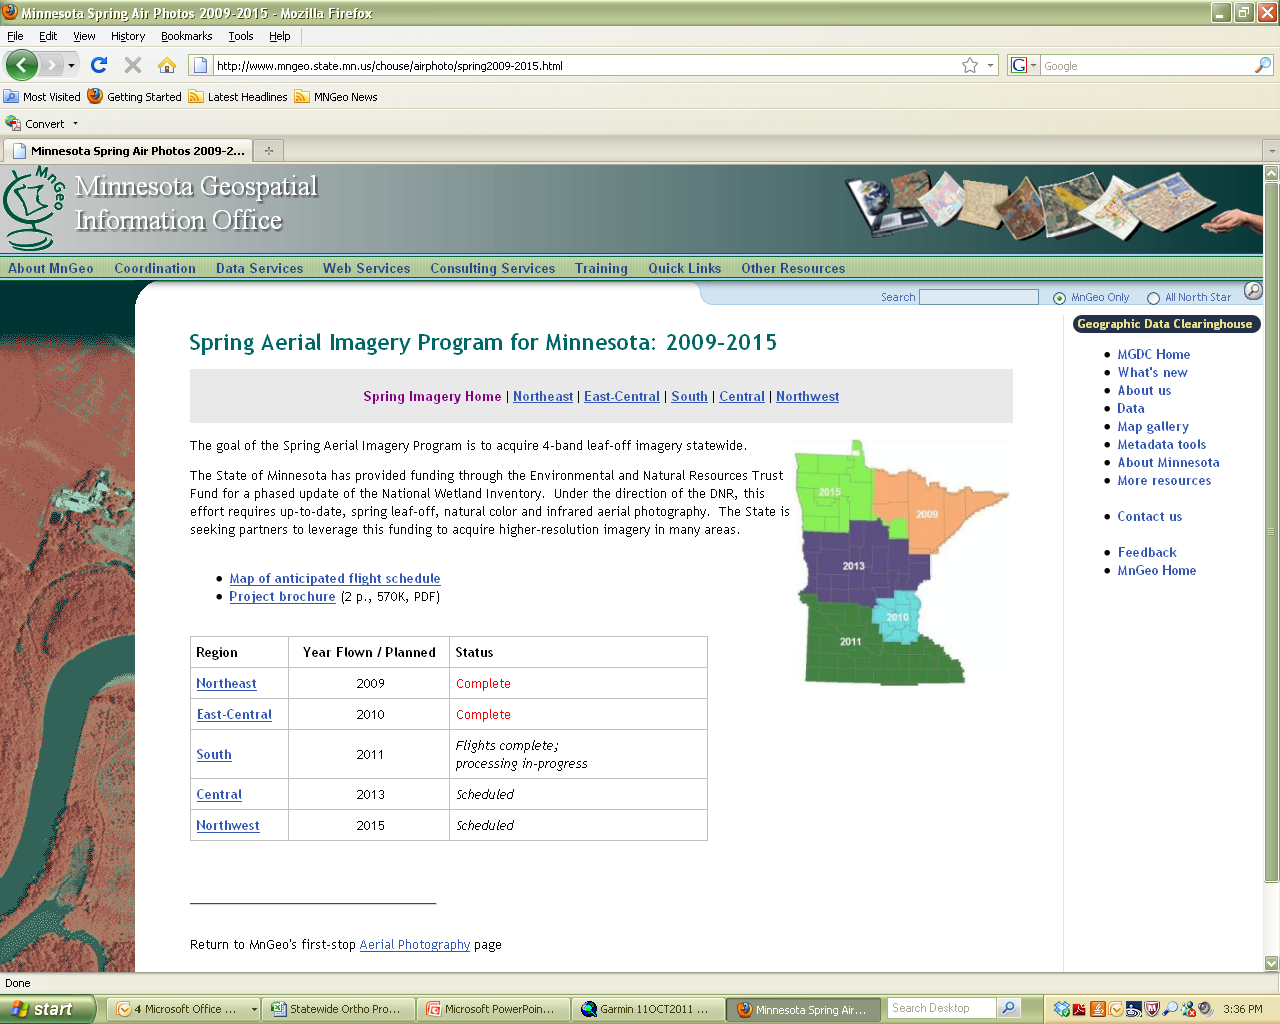 Minnesota Spring Air Photos 2009-2015 - Mozilla Firefox
File Edit View History Bookmarks Tools Help
http://www.mngeo.state.mn.us/chouse/airphoto/spring2009-2015.html
G Google
Most Visited Getting Started Latest Headlines MNGeo News
Convert
Minnesota Spring Air Photos 2009-2...
MnGeo
Minnesota Geospatial
Information Office
About MnGeo Coordination Data Services Web Services Consulting Services Training Quick Links Other Resources
Search MnGeo Only All North Star
Spring Aerial Imagery Program for Minnesota: 2009-2015
Spring Imagery Home | Northeast | East-Central | South | Central | Northwest
The goal of the Spring Aerial Imagery Program is to acquire 4-band leaf-off imagery statewide.
The State of Minnesota has provided funding through the Environmental and Natural Resources Trust
Fund for a phased update of the National Wetland Inventory. Under the direction of the DNR, this
effort requires up-to-date, spring leaf-off, natural color and infrared aerial photography. The State is
seeking partners to leverage this funding to acquire higher-resolution imagery in many areas.
2015
2009
2013
2010
2011
• Map of anticipated flight schedule
• Project brochure (2 p., 570K, PDF)
Region Year Flown / Planned Status
Northeast 2009 Complete
East-Central 2010 Complete
South 2011 Flights complete;
processing in-progress
Central 2013 Scheduled
Northwest 2015 Scheduled
Return to MnGeo's first-stop Aerial Photography page
Geographic Data Clearinghouse
• MGDC Home
• What's new
• About us
• Data
• Map gallery
• Metadata tools
• About Minnesota
• More resources
• Contact us
• Feedback
• MnGeo Home
Done
start 4 Microsoft Office ... Statewide Ortho Pro... Microsoft PowerPoin... Garmin 11OCT2011 ... Minnesota Spring Air... Search Desktop 3:36 PM